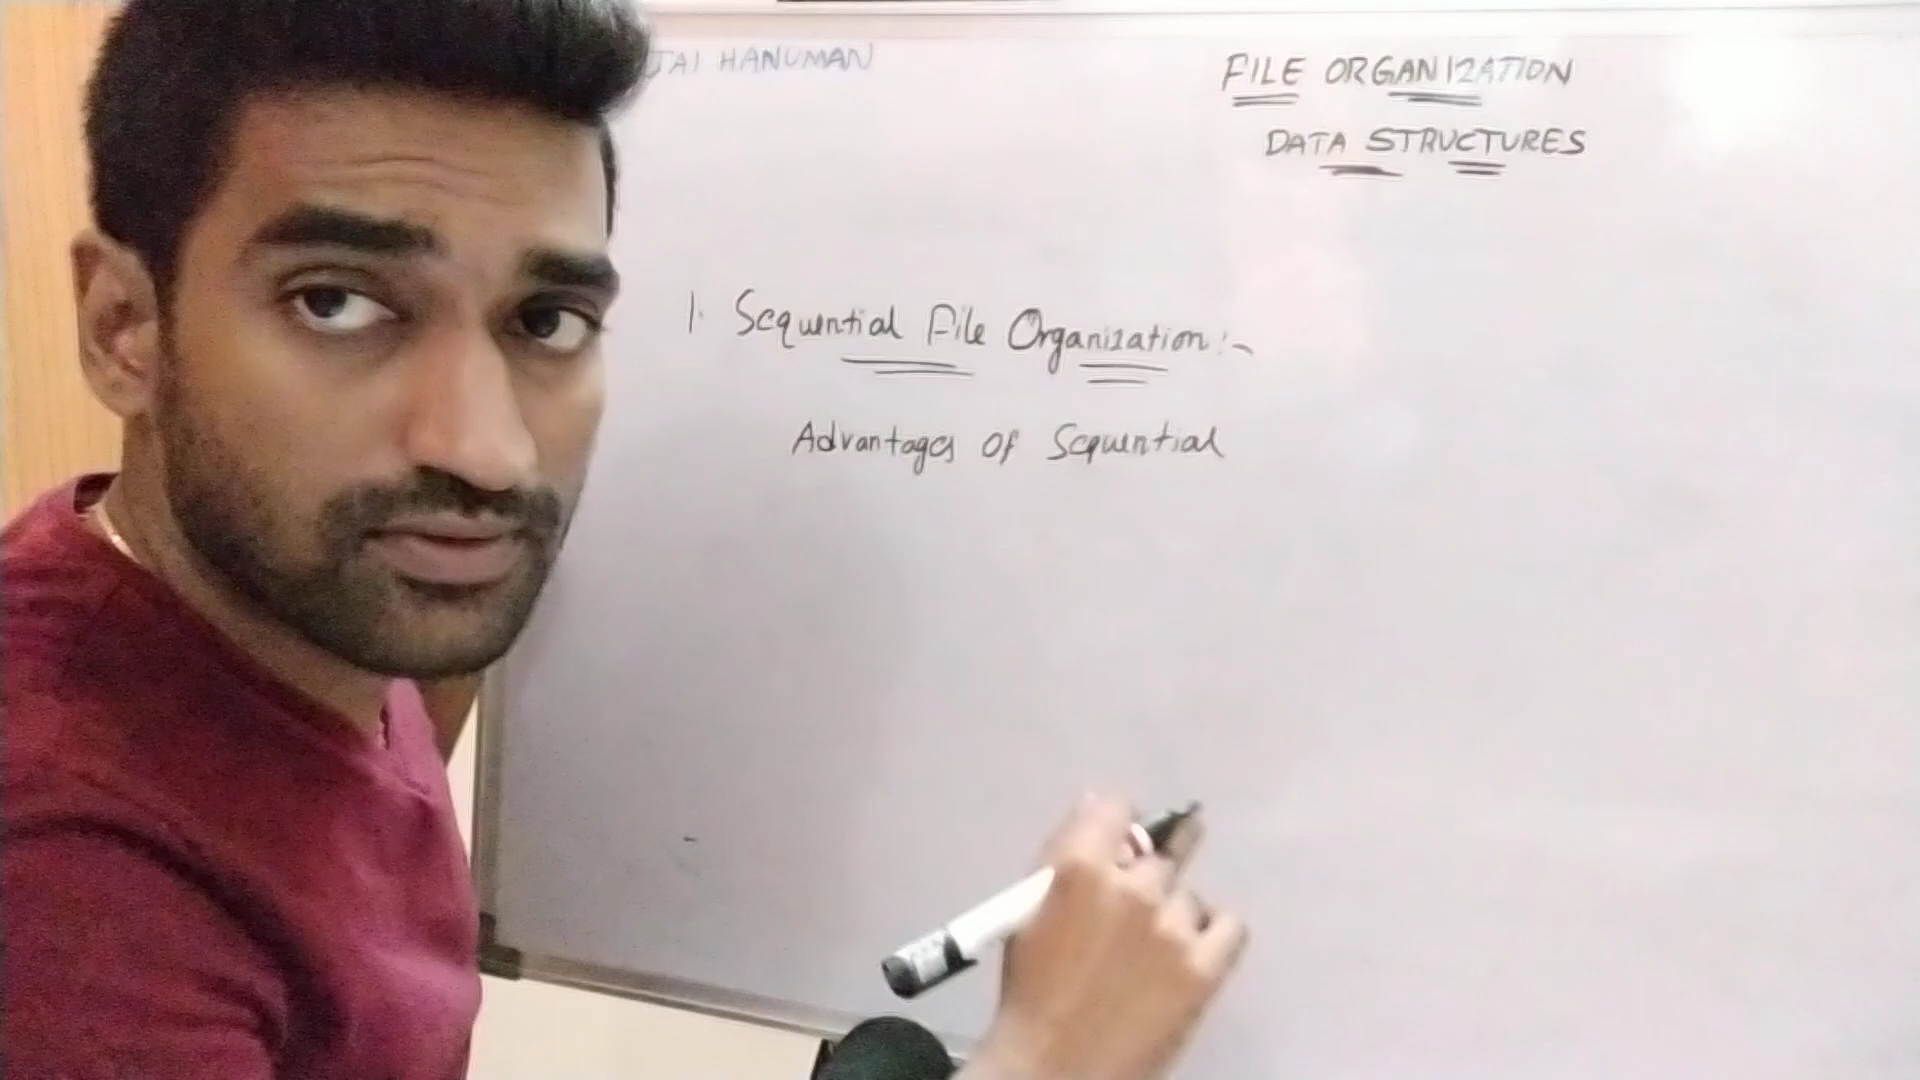 JAI HANUMAN
FILE ORGANIZATION
DATA STRUCTURES
1. Sequential File Organization:-
Advantages of Sequential